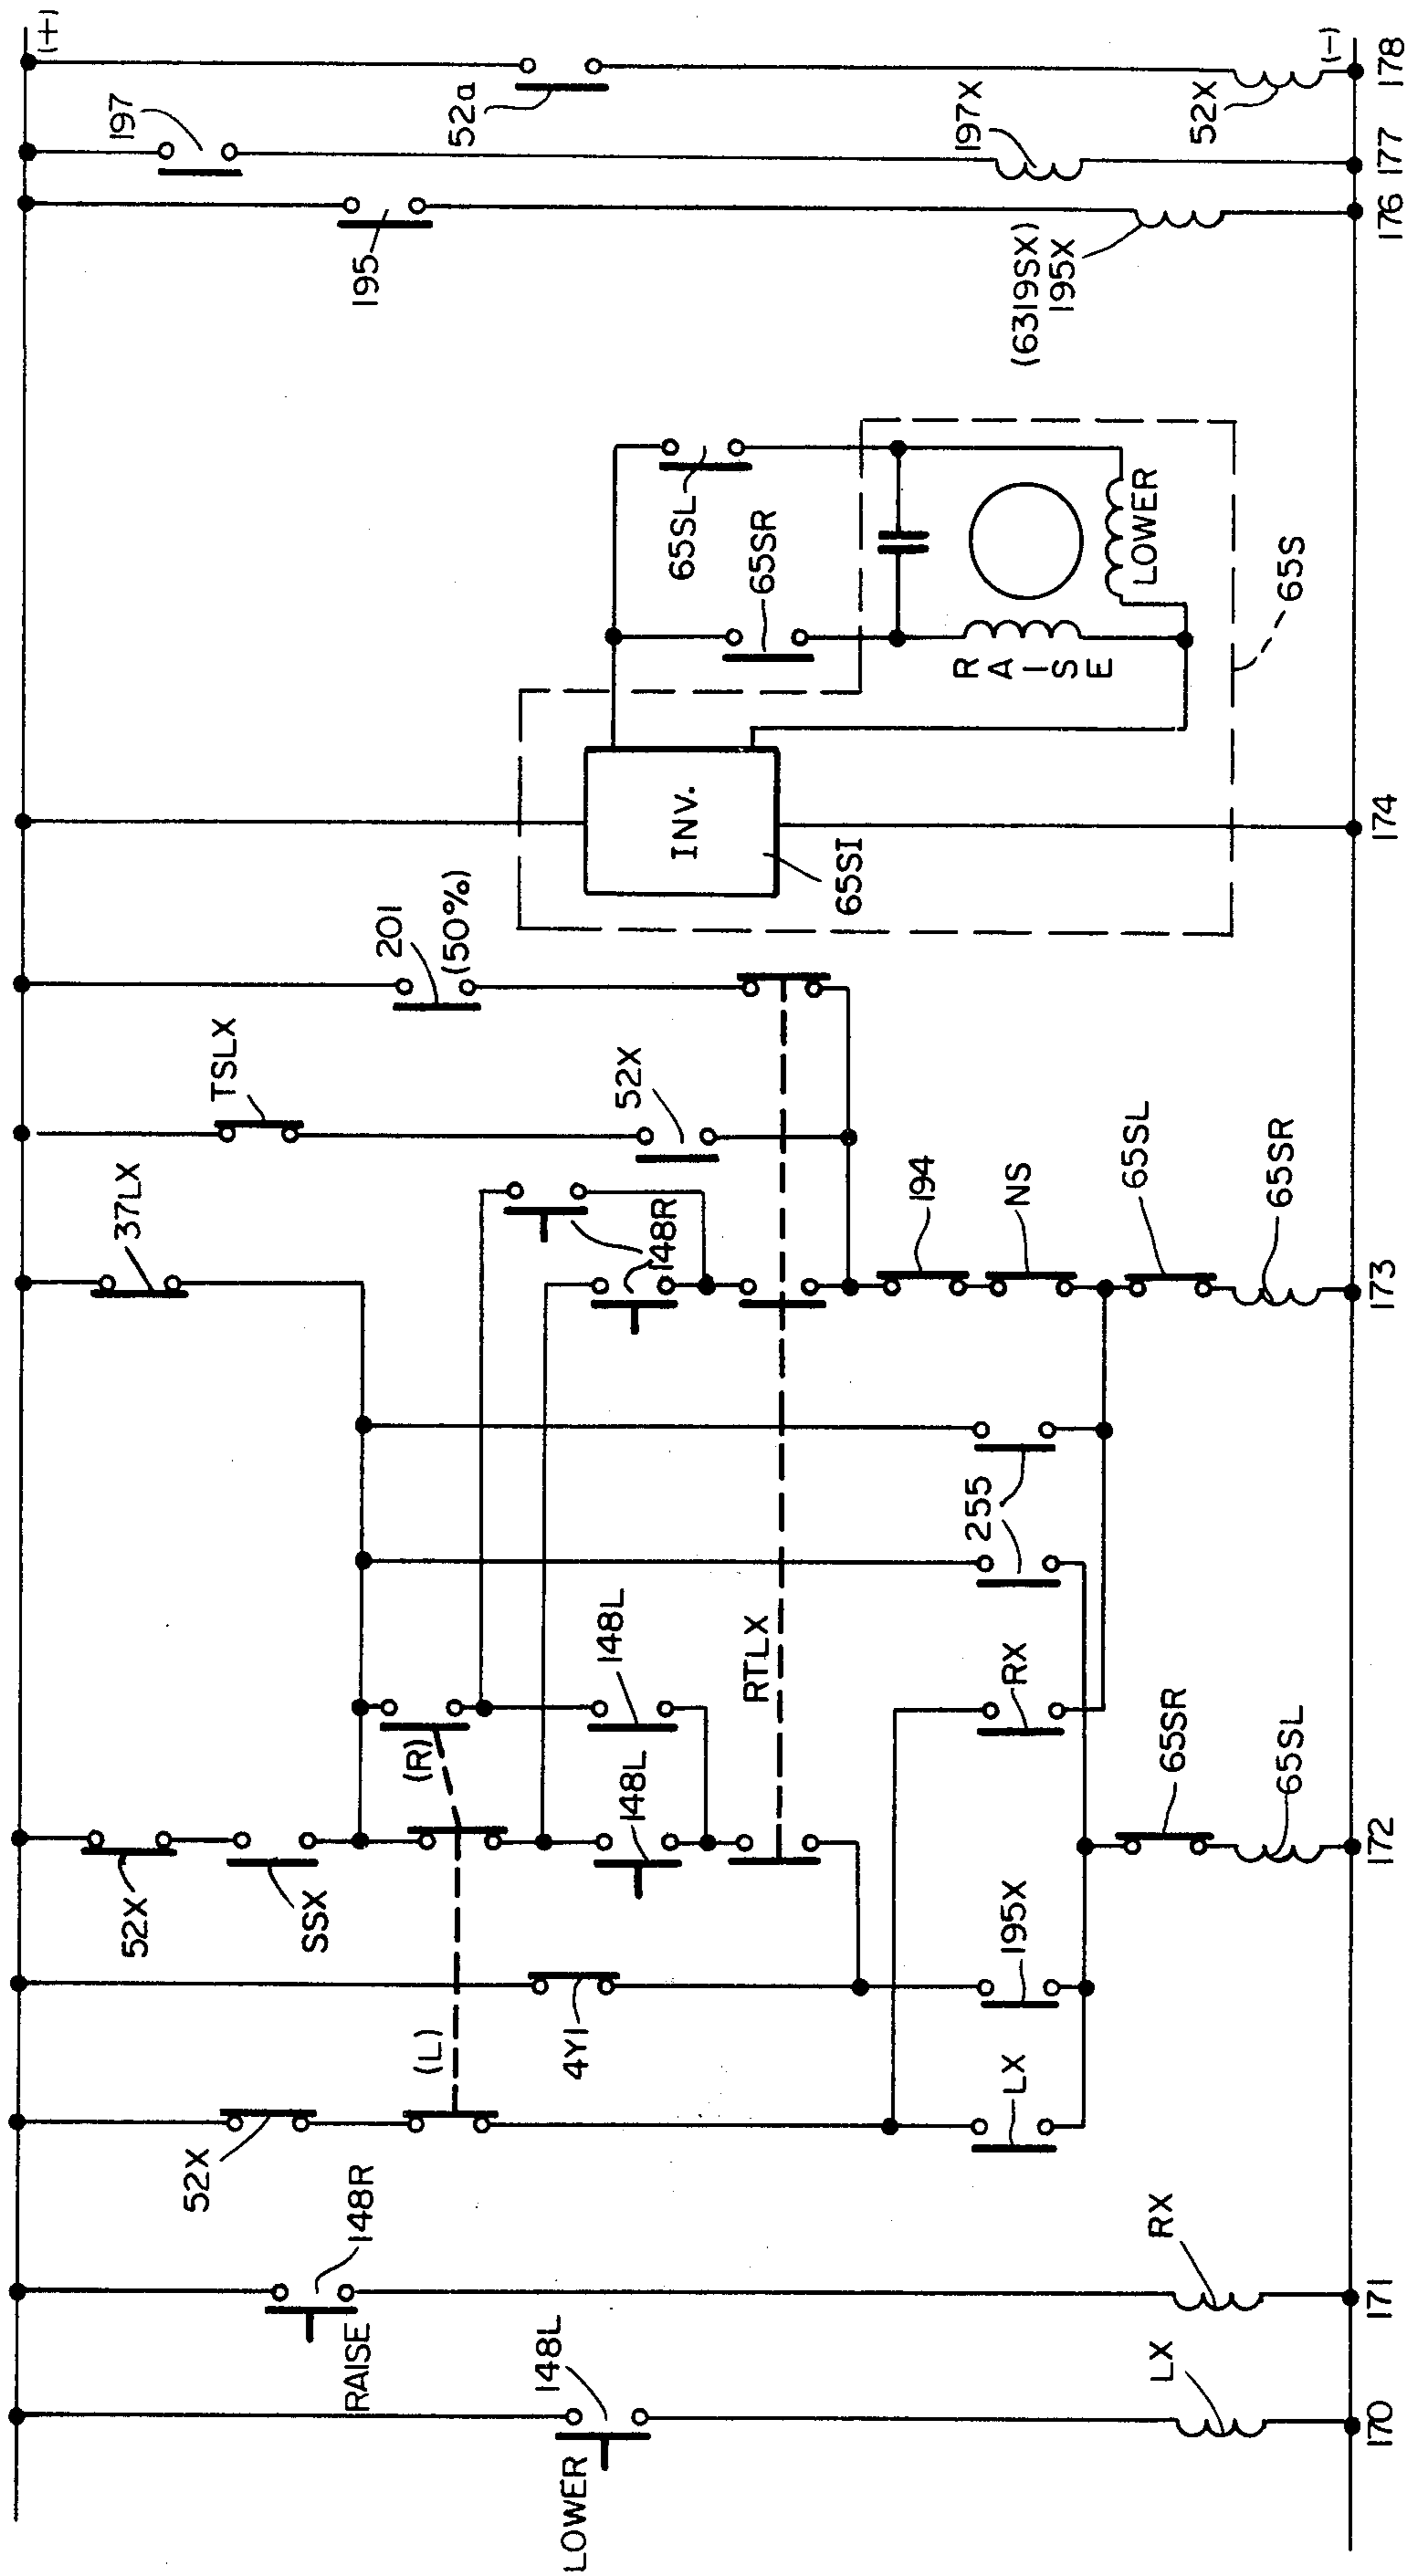 (+)
(-)
LOWER
148L
LX
170
RAISE
148R
RX
171
52X
(L)
LX
4Y1
195X
52X
SSX
148L
65SR
65SL
172
(R)
148L
RTLX
RX
255
37LX
148R
194
NS
65SL
65SR
173
TSLX
52X
201
(50%)
INV.
65SI
174
65SR
65SL
RAISE
LOWER
65S
195
(6319SX)
195X
176
197
197X
177
52a
52X
178